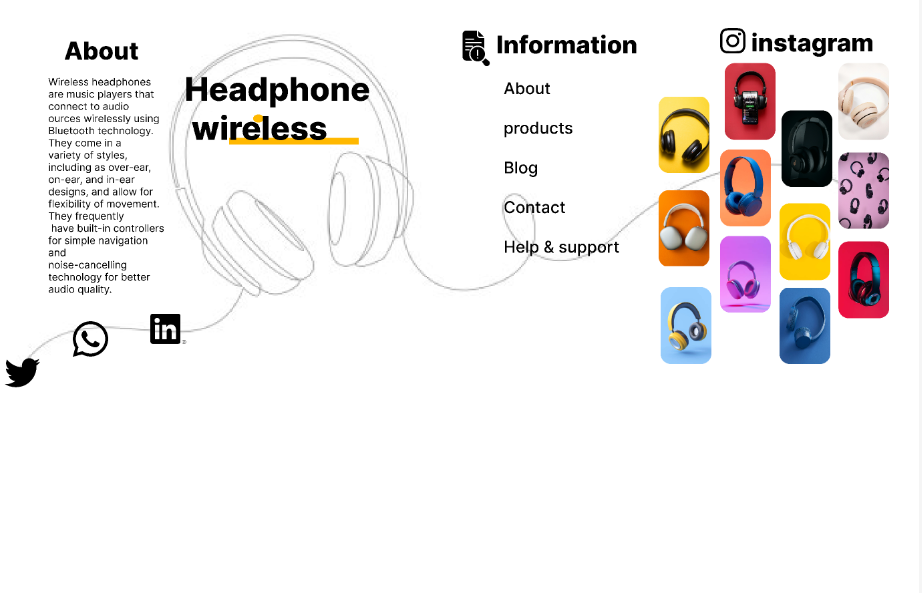 About
Wireless headphones
are music players that
connect to audio
ources wirelessly using
Bluetooth technology.
They come in a
variety of styles,
including as over-ear,
on-ear, and in-ear
designs, and allow for
flexibility of movement.
They frequently
have built-in controllers
for simple navigation
and
noise-cancelling
technology for better
audio quality.
Headphone
wireless
in
Information
About
products
Blog
Contact
Help & support
instagram